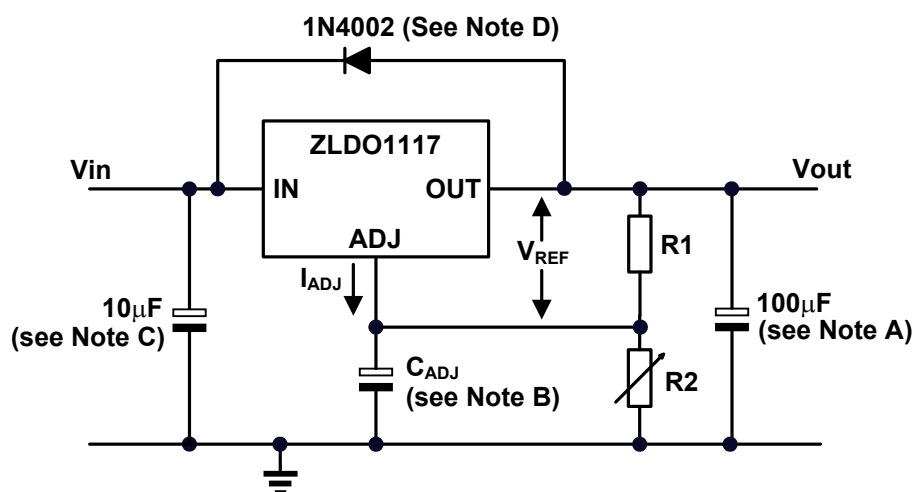 1N4002 (See Note D)
ZLDO1117
Vin
IN
OUT
Vout
ADJ
VREF
R1
IADJ
10μF
(see Note C)
100μF
(see Note A)
CADJ
(see Note B)
R2